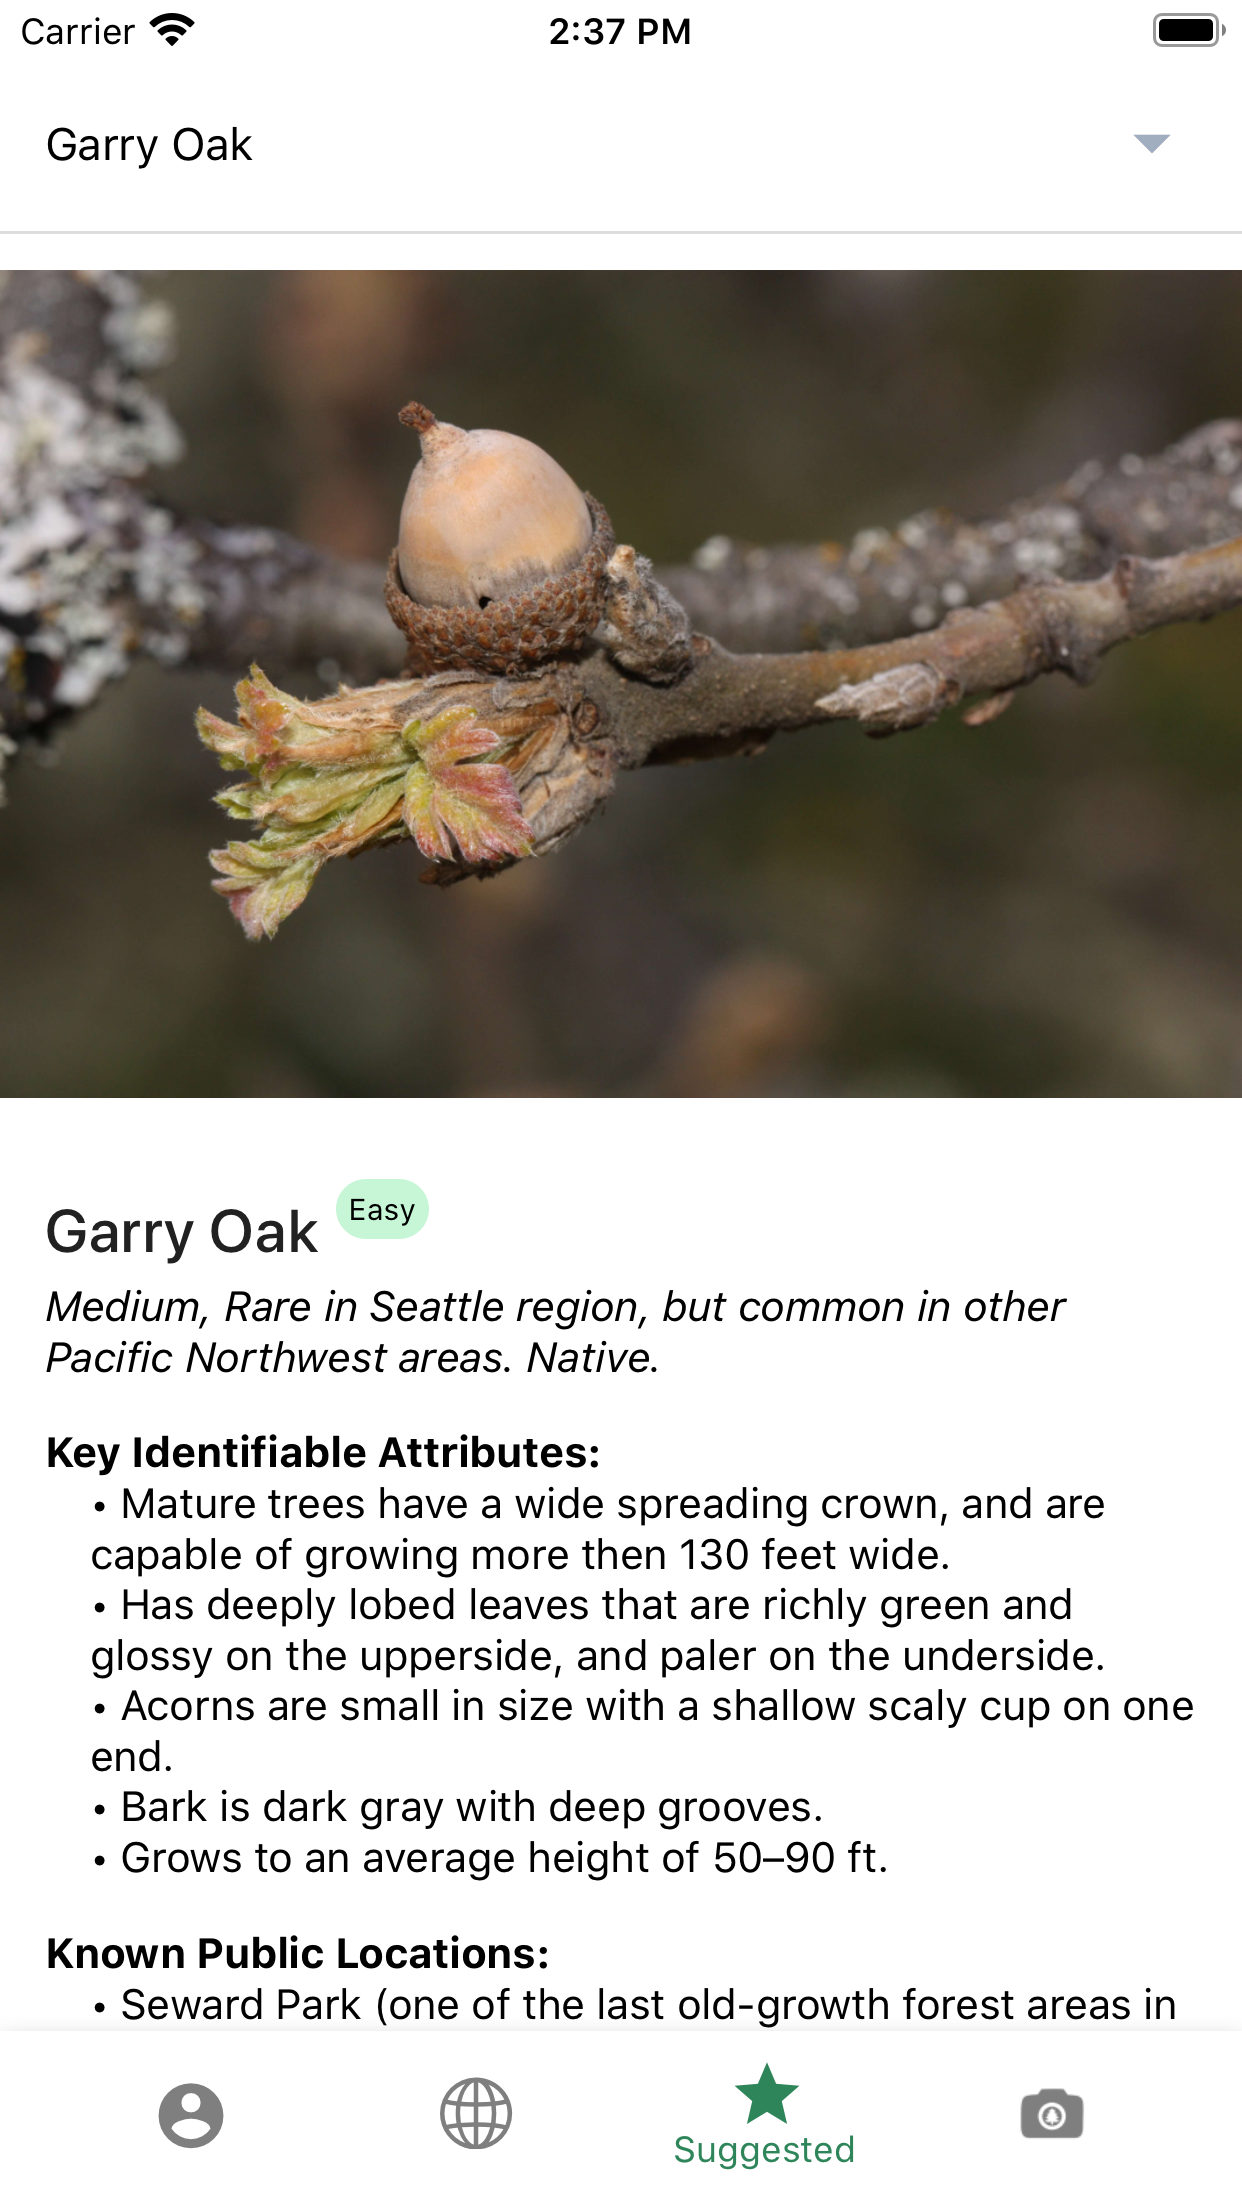 Carrier
2:37 PM
Garry Oak
Garry Oak
Easy
Medium, Rare in Seattle region, but common in other
Pacific Northwest areas. Native.
Key Identifiable Attributes:
• Mature trees have a wide spreading crown, and are
capable of growing more then 130 feet wide.
• Has deeply lobed leaves that are richly green and
glossy on the upperside, and paler on the underside.
• Acorns are small in size with a shallow scaly cup on one
end.
• Bark is dark gray with deep grooves.
• Grows to an average height of 50–90 ft.
Known Public Locations:
• Seward Park (one of the last old-growth forest areas in
Suggested